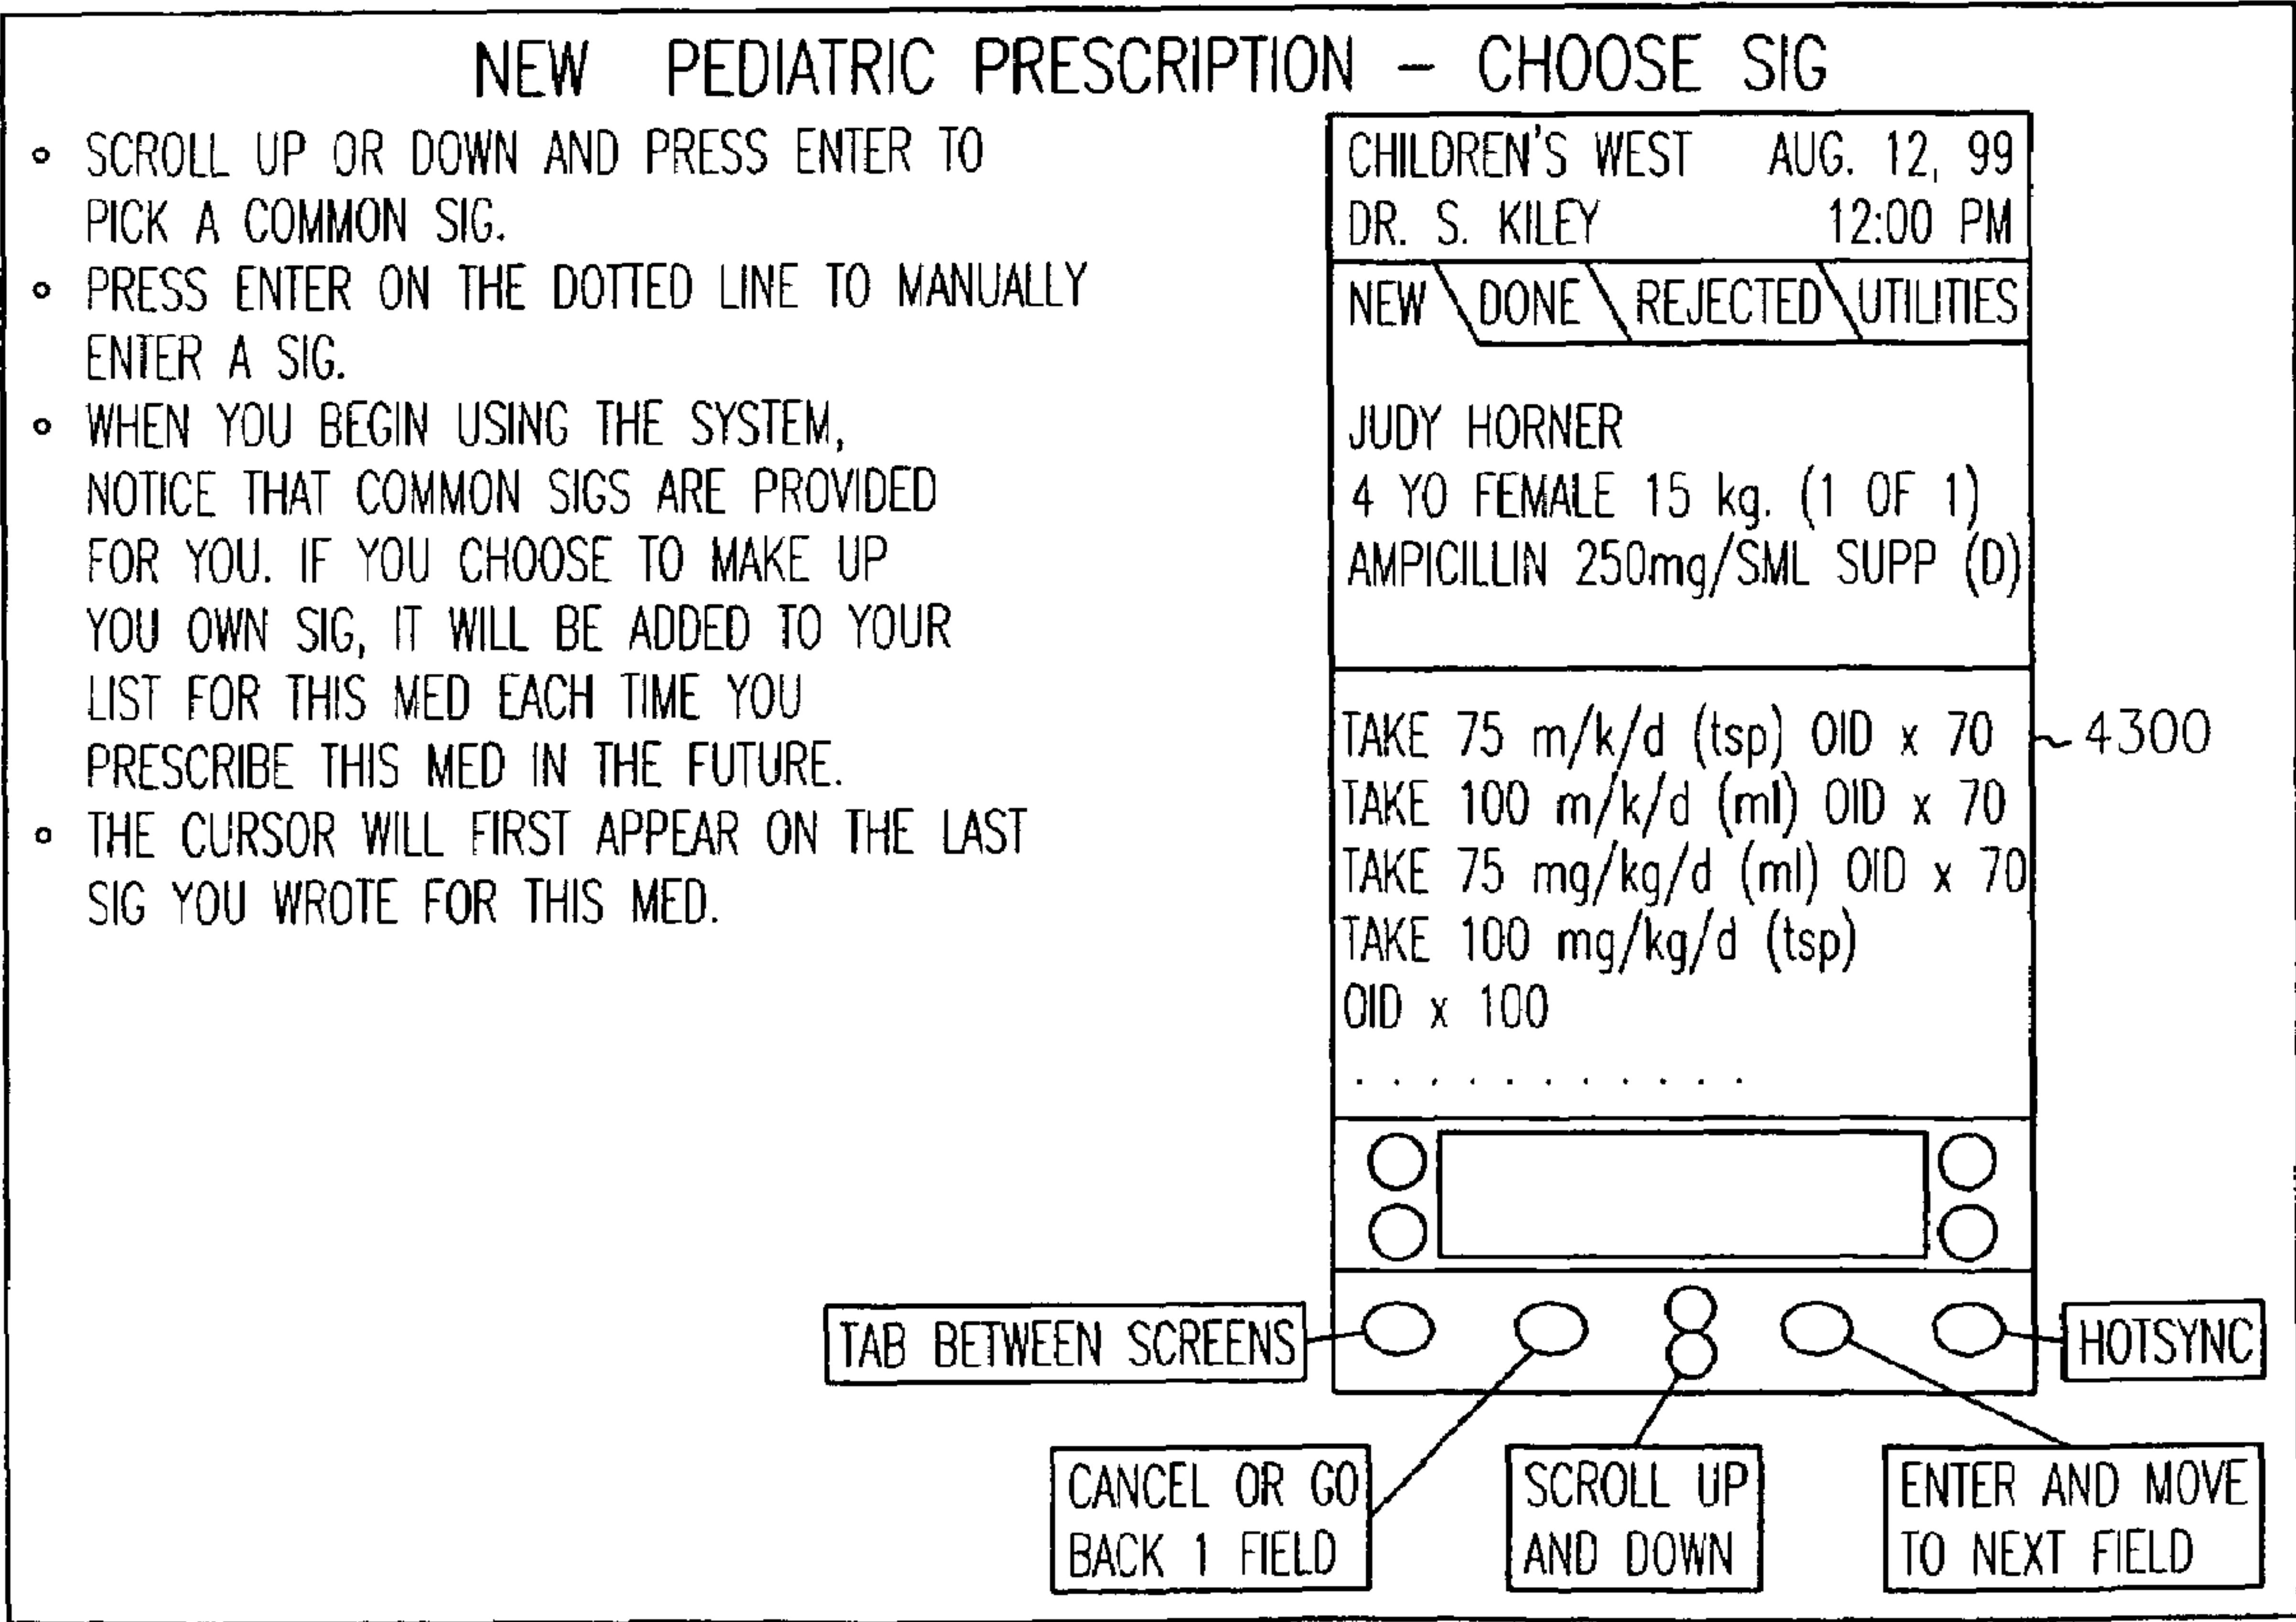 NEW PEDIATRIC PRESCRIPTION – CHOOSE SIG
∘ SCROLL UP OR DOWN AND PRESS ENTER TO
PICK A COMMON SIG.
∘ PRESS ENTER ON THE DOTTED LINE TO MANUALLY
ENTER A SIG.
∘ WHEN YOU BEGIN USING THE SYSTEM,
NOTICE THAT COMMON SIGS ARE PROVIDED
FOR YOU. IF YOU CHOOSE TO MAKE UP
YOU OWN SIG, IT WILL BE ADDED TO YOUR
LIST FOR THIS MED EACH TIME YOU
PRESCRIBE THIS MED IN THE FUTURE.
∘ THE CURSOR WILL FIRST APPEAR ON THE LAST
SIG YOU WROTE FOR THIS MED.
CHILDREN'S WEST AUG. 12, 99
DR. S. KILEY 12:00 PM
NEW DONE REJECTED UTILITIES
JUDY HORNER
4 YO FEMALE 15 kg. (1 OF 1)
AMPICILLIN 250mg/SML SUPP (D)
TAKE 75 m/k/d (tsp) OID x 70
4300
TAKE 100 m/k/d (ml) OID x 70
TAKE 75 mg/kg/d (ml) OID x 70
TAKE 100 mg/kg/d (tsp)
OID x 100
. . . . . . . . . . .
TAB BETWEEN SCREENS
HOTSYNC
CANCEL OR GO
BACK 1 FIELD
SCROLL UP
AND DOWN
ENTER AND MOVE
TO NEXT FIELD